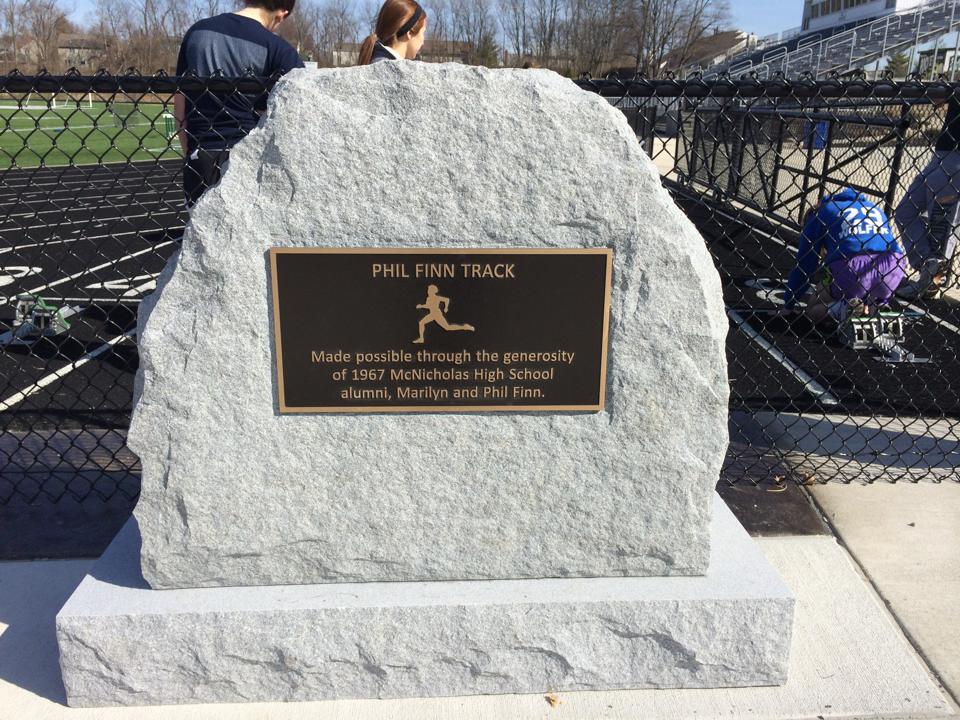 PHIL FINN TRACK
Made possible through the generosity
of 1967 McNicholas High School
alumni, Marilyn and Phil Finn.